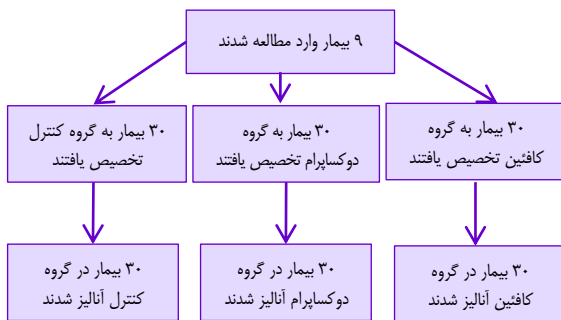 ۹ بیمار وارد مطالعه شدند
۳۰ بیمار به گروه
کافئین تخصیص یافتند
۳۰ بیمار به گروه
دوکساپرام تخصیص یافتند
۳۰ بیمار به گروه کنترل
تخصیص یافتند
۳۰ بیمار در گروه
کافئین آنالیز شدند
۳۰ بیمار در گروه
دوکساپرام آنالیز شدند
۳۰ بیمار در گروه
کنترل آنالیز شدند